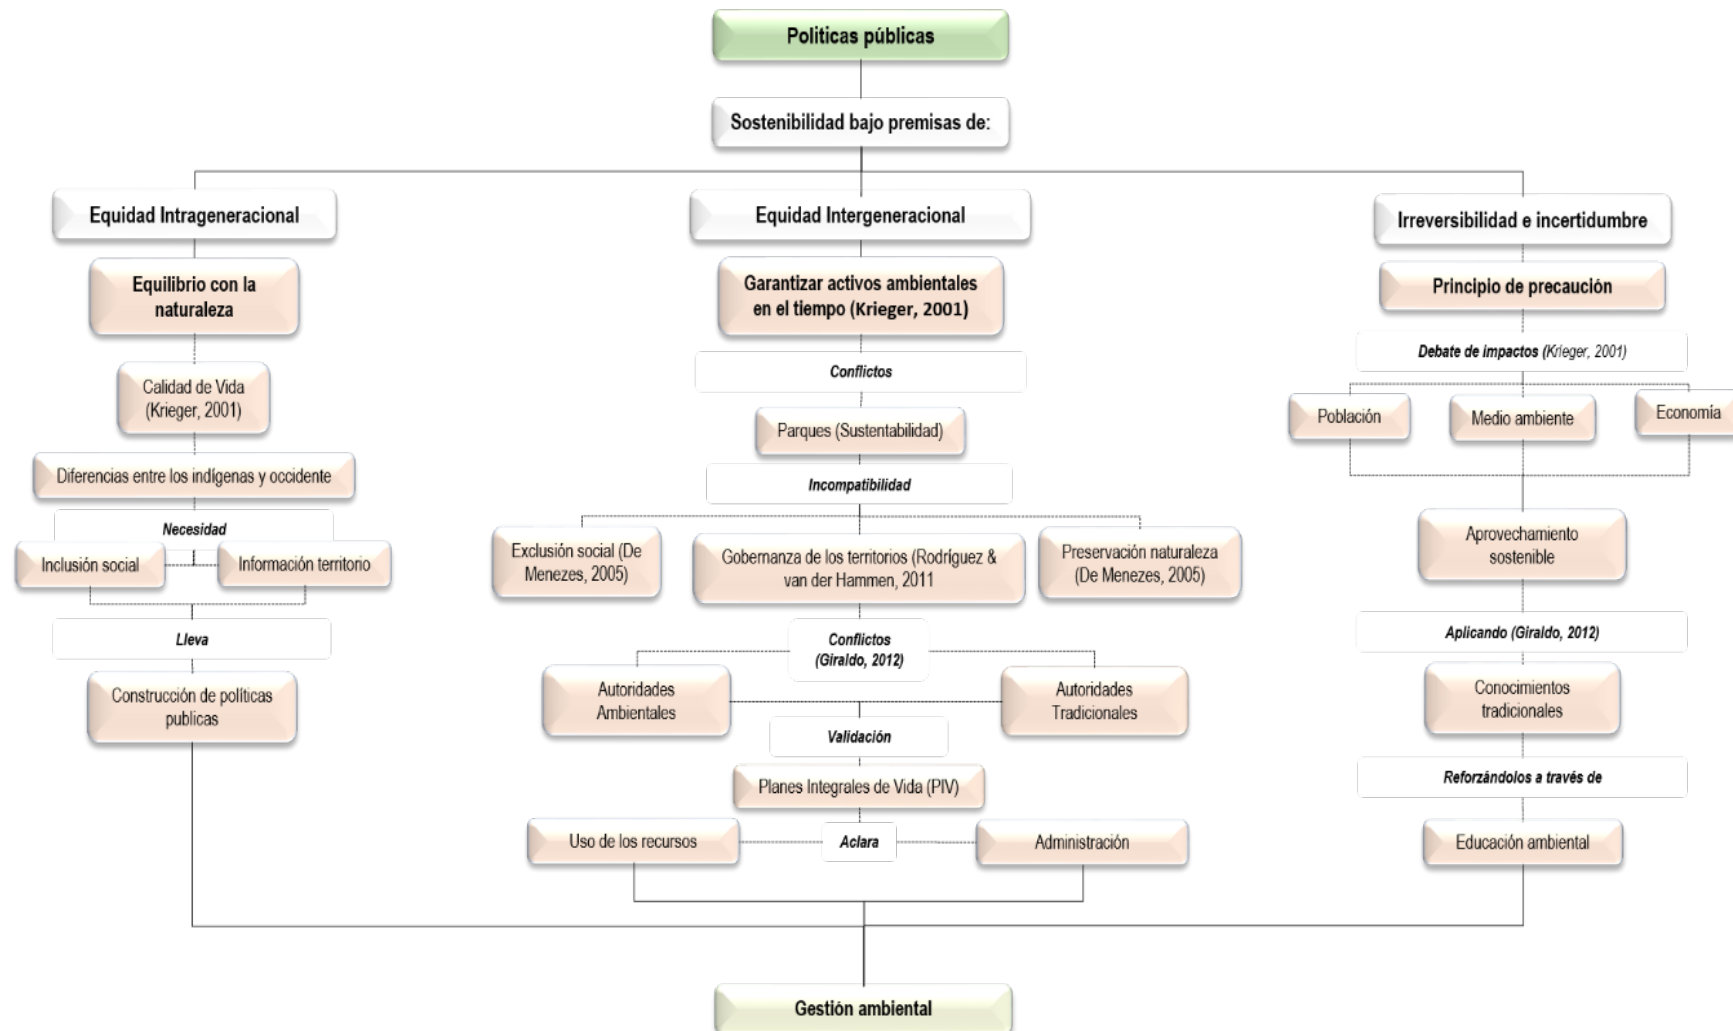 Politicas públicas
Sostenibilidad bajo premisas de:
Equidad Intrageneracional
Equilibrio con la
naturaleza
Calidad de Vida
(Krieger, 2001)
Diferencias entre los indígenas y occidente
Necesidad
Inclusión social
Información territorio
Lleva
Construcción de políticas
publicas
Equidad Intergeneracional
Garantizar activos ambientales
en el tiempo (Krieger, 2001)
Conflictos
Parques (Sustentabilidad)
Incompatibilidad
Exclusión social (De
Menezes, 2005)
Gobernanza de los territorios (Rodríguez &
van der Hammen, 2011
Preservación naturaleza
(De Menezes, 2005)
Conflictos
(Giraldo, 2012)
Autoridades
Ambientales
Autoridades
Tradicionales
Validación
Planes Integrales de Vida (PIV)
Uso de los recursos
Aclara
Administración
Irreversibilidad e incertidumbre
Principio de precaución
Debate de impactos (Krieger, 2001)
Población
Medio ambiente
Economía
Aprovechamiento
sostenible
Aplicando (Giraldo, 2012)
Conocimientos
tradicionales
Reforzándolos a través de
Educación ambiental
Gestión ambiental